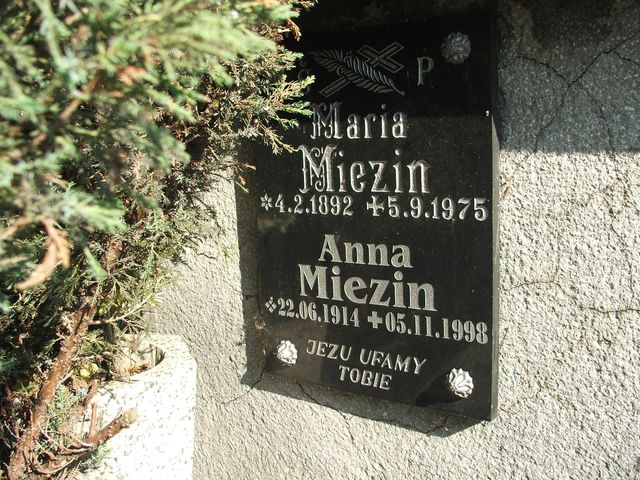 P
Maria
Miezin
*4.2.1892 +5.9.1975
Anna
Miezin
*22.06.1914 +05.11.1998
JEZU UFAMY
TOBIE